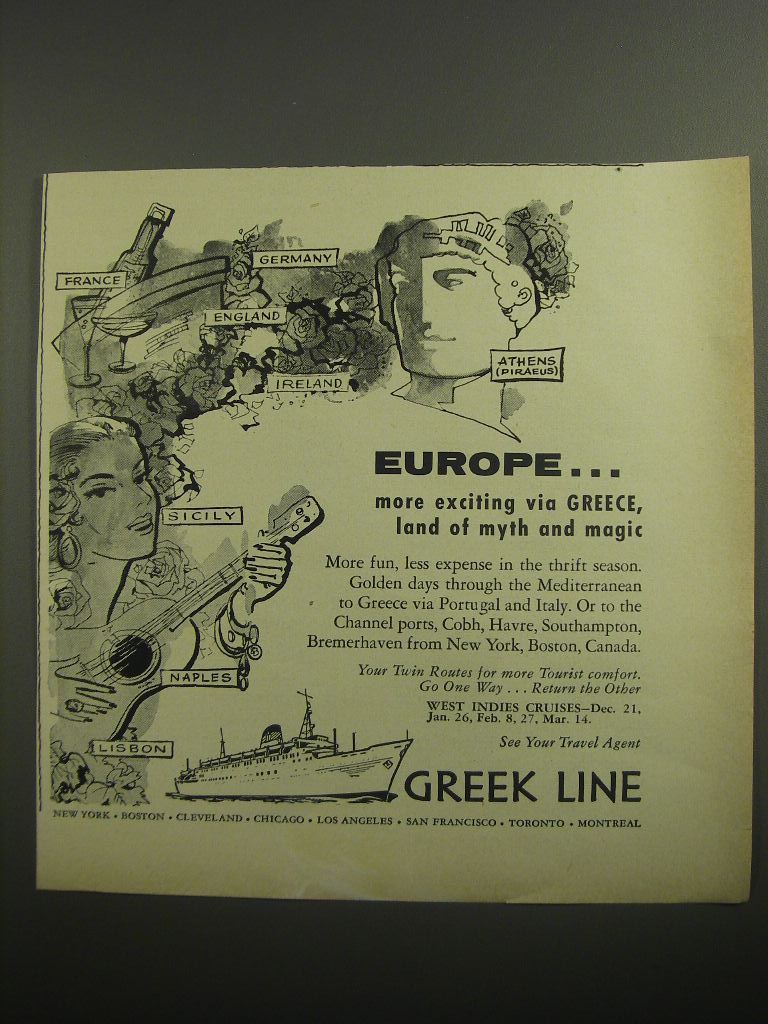 FRANCE
GERMANY
ENGLAND
IRELAND
ATHENS
(PIRAEUS)
SICILY
NAPLES
LISBON
EUROPE...
more exciting via GREECE,
land of myth and magic
More fun, less expense in the thrift season.
Golden days through the Mediterranean
to Greece via Portugal and Italy. Or to the
Channel ports, Cobh, Havre, Southampton,
Bremerhaven from New York, Boston, Canada.
Your Twin Routes for more Tourist comfort.
Go One Way . . . Return the Other
WEST INDIES CRUISES—Dec. 21,
Jan. 26, Feb. 8, 27, Mar. 14.
See Your Travel Agent
GREEK LINE
NEW YORK • BOSTON • CLEVELAND • CHICAGO • LOS ANGELES • SAN FRANCISCO • TORONTO • MONTREAL